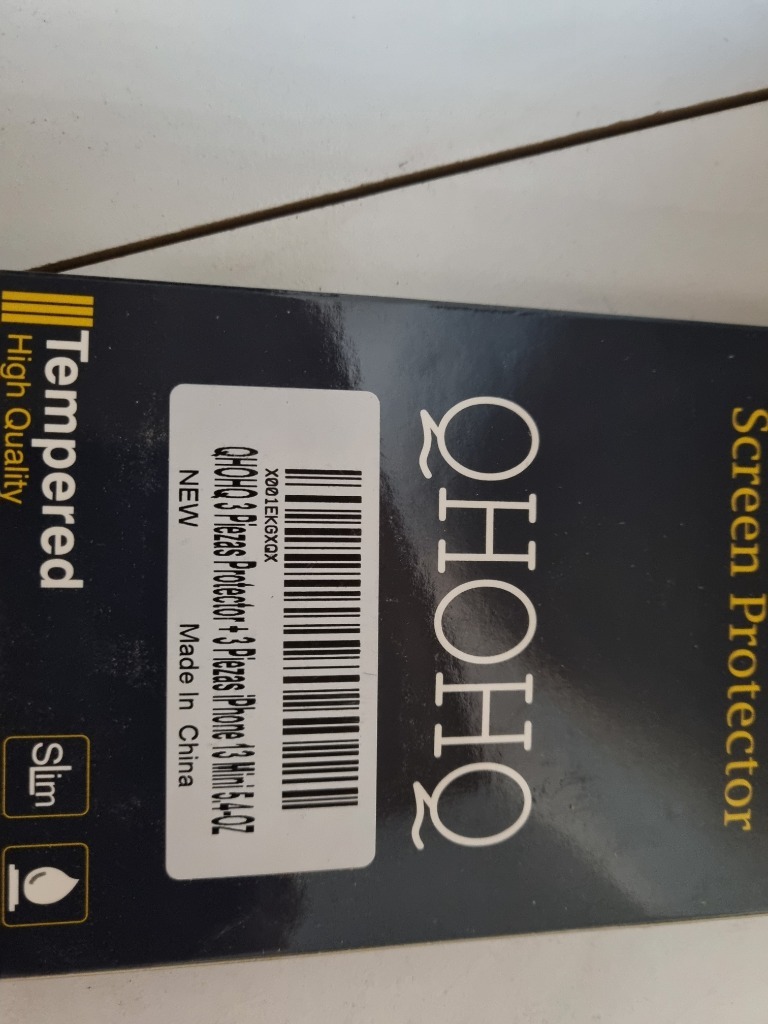 Screen Protector
QHOHQ
X001EKGXQX
QHOHQ 3 Piezas Protector + 3 Piezas iPhone 13 Mini 5.4-OZ
NEW Made In China
Tempered
High Quality
Slim